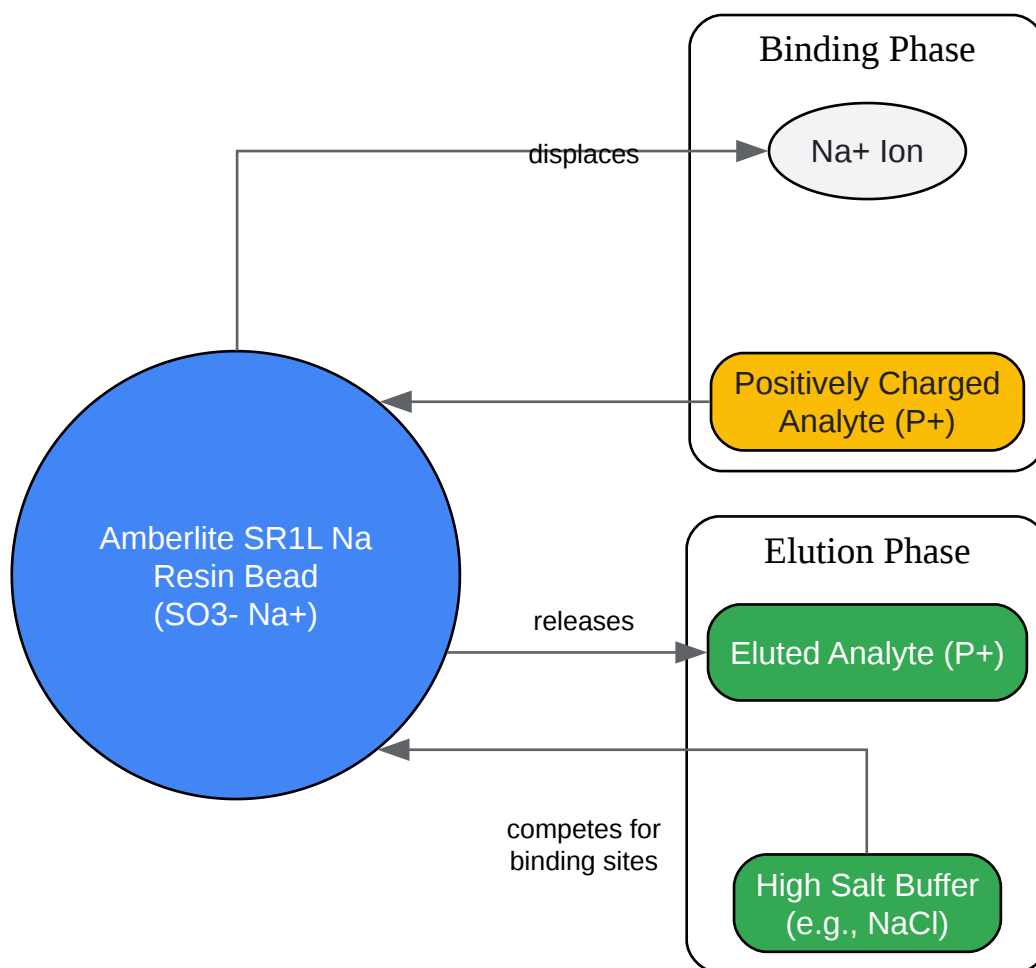 Binding Phase
Na+ Ion
displaces
Positively Charged
Analyte (P+)
Amberlite SR1L Na
Resin Bead
(SO3- Na+)
Elution Phase
releases
Eluted Analyte (P+)
competes for
binding sites
High Salt Buffer
(e.g., NaCl)